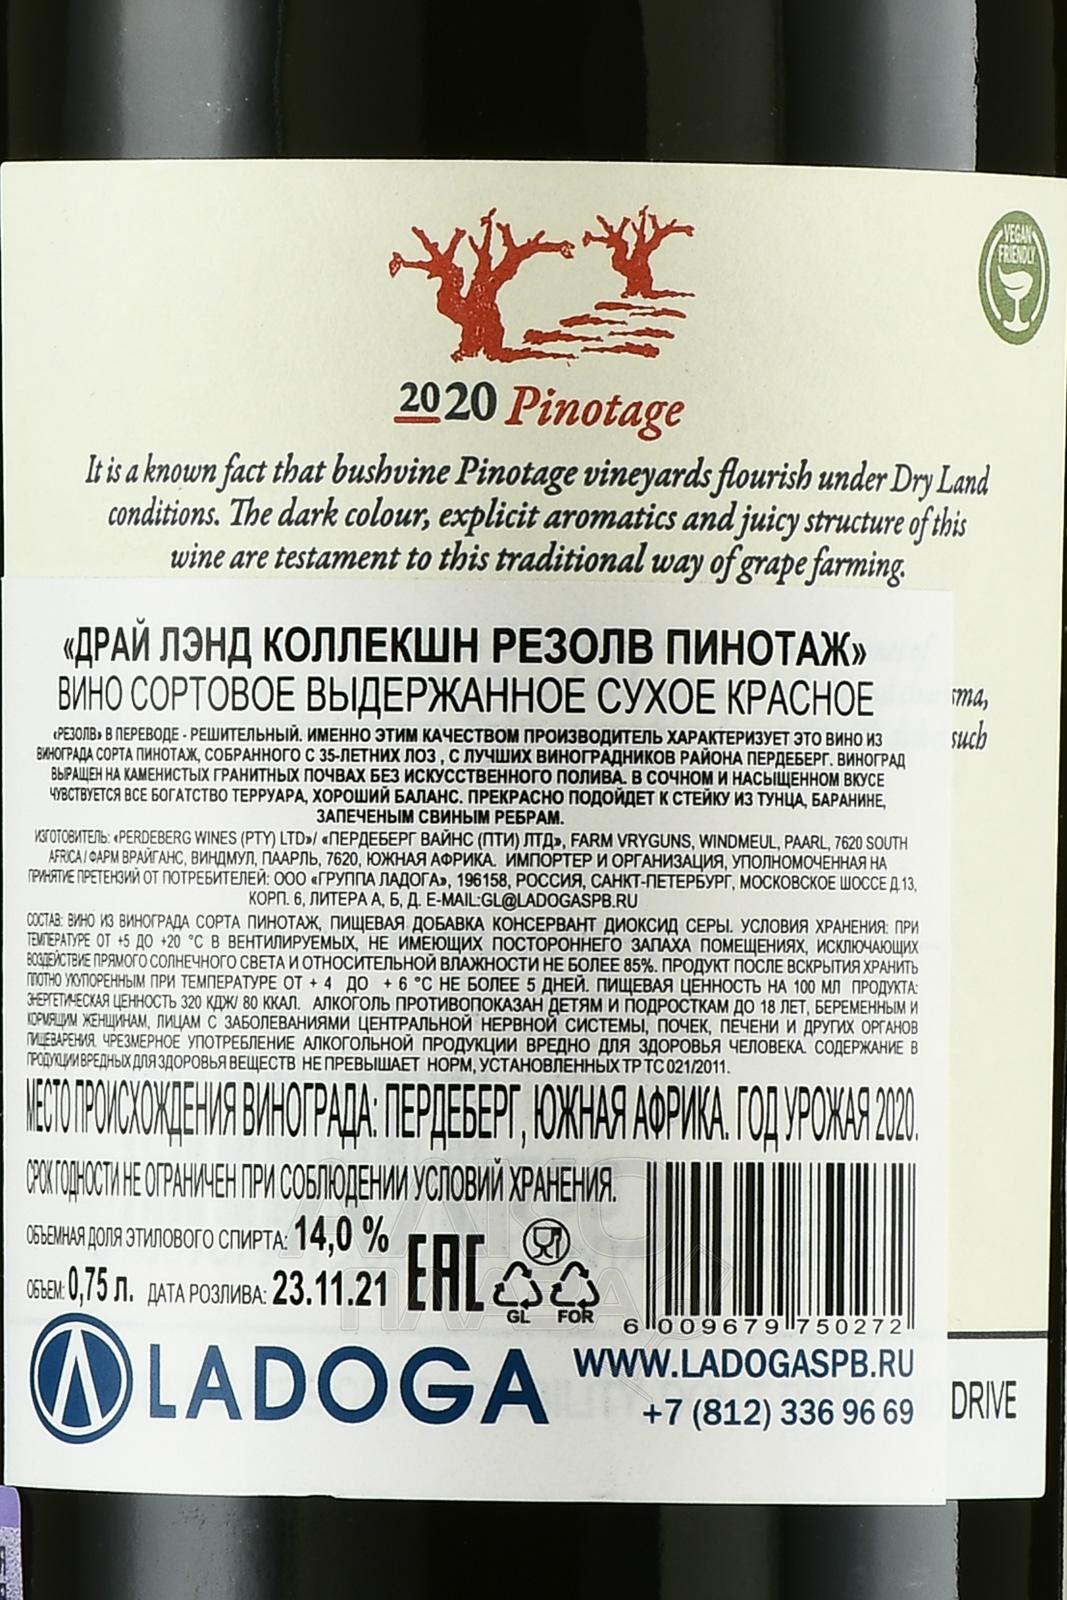 VEGAN
FRIENDLY
2020 Pinotage
It is a known fact that bushvine Pinotage vineyards flourish under Dry Land
conditions. The dark colour, explicit aromatics and juicy structure of this
wine are testament to this traditional way of grape farming.
«ДРАЙ ЛЭНД КОЛЛЕКШН РЕЗОЛВ ПИНОТАЖ»
ВИНО СОРТОВОЕ ВЫДЕРЖАННОЕ СУХОЕ КРАСНОЕ
«РЕЗОЛВ» В ПЕРЕВОДЕ - РЕШИТЕЛЬНЫЙ. ИМЕННО ЭТИМ КАЧЕСТВОМ ПРОИЗВОДИТЕЛЬ ХАРАКТЕРИЗУЕТ ЭТО ВИНО ИЗ
ВИНОГРАДА СОРТА ПИНОТАЖ, СОБРАННОГО С 35-ЛЕТНИХ ЛОЗ , С ЛУЧШИХ ВИНОГРАДНИКОВ РАЙОНА ПЕРДЕБЕРГ. ВИНОГРАД
ВЫРАЩЕН НА КАМЕНИСТЫХ ГРАНИТНЫХ ПОЧВАХ БЕЗ ИСКУССТВЕННОГО ПОЛИВА. В СОЧНОМ И НАСЫЩЕННОМ ВКУСЕ
ЧУВСТВУЕТСЯ ВСЕ БОГАТСТВО ТЕРРУАРА, ХОРОШИЙ БАЛАНС. ПРЕКРАСНО ПОДОЙДЕТ К СТЕЙКУ ИЗ ТУНЦА, БАРАНИНЕ,
ЗАПЕЧЕНЫМ СВИНЫМ РЕБРАМ.
ИЗГОТОВИТЕЛЬ: «PERDEBERG WINES (PTY) LTD»/ «ПЕРДЕБЕРГ ВАЙНС (ПТИ) ЛТД», FARM VRYGUNS, WINDMEUL, PAARL, 7620 SOUTH
AFRICA / ФАРМ ВРАЙГАНС, ВИНДМУЛ, ПААРЛЬ, 7620, ЮЖНАЯ АФРИКА. ИМПОРТЕР И ОРГАНИЗАЦИЯ, УПОЛНОМОЧЕННАЯ НА
ПРИНЯТИЕ ПРЕТЕНЗИЙ ОТ ПОТРЕБИТЕЛЕЙ: ООО «ГРУППА ЛАДОГА», 196158, РОССИЯ, САНКТ-ПЕТЕРБУРГ, МОСКОВСКОЕ ШОССЕ Д.13,
КОРП. 6, ЛИТЕРА А, Б, Д. E-MAIL:GL@LADOGASPB.RU
СОСТАВ: ВИНО ИЗ ВИНОГРАДА СОРТА ПИНОТАЖ, ПИЩЕВАЯ ДОБАВКА КОНСЕРВАНТ ДИОКСИД СЕРЫ. УСЛОВИЯ ХРАНЕНИЯ: ПРИ
ТЕМПЕРАТУРЕ ОТ +5 ДО +20 °C В ВЕНТИЛИРУЕМЫХ, НЕ ИМЕЮЩИХ ПОСТОРОННЕГО ЗАПАХА ПОМЕЩЕНИЯХ, ИСКЛЮЧАЮЩИХ
ВОЗДЕЙСТВИЕ ПРЯМОГО СОЛНЕЧНОГО СВЕТА И ОТНОСИТЕЛЬНОЙ ВЛАЖНОСТИ НЕ БОЛЕЕ 85%. ПРОДУКТ ПОСЛЕ ВСКРЫТИЯ ХРАНИТЬ
ПЛОТНО УКУПОРЕННЫМ ПРИ ТЕМПЕРАТУРЕ ОТ + 4 ДО + 6 °C НЕ БОЛЕЕ 5 ДНЕЙ. ПИЩЕВАЯ ЦЕННОСТЬ НА 100 МЛ ПРОДУКТА:
ЭНЕРГЕТИЧЕСКАЯ ЦЕННОСТЬ 320 КДЖ/ 80 ККАЛ. АЛКОГОЛЬ ПРОТИВОПОКАЗАН ДЕТЯМ И ПОДРОСТКАМ ДО 18 ЛЕТ, БЕРЕМЕННЫМ И
КОРМЯЩИМ ЖЕНЩИНАМ, ЛИЦАМ С ЗАБОЛЕВАНИЯМИ ЦЕНТРАЛЬНОЙ НЕРВНОЙ СИСТЕМЫ, ПОЧЕК, ПЕЧЕНИ И ДРУГИХ ОРГАНОВ
ПИЩЕВАРЕНИЯ. ЧРЕЗМЕРНОЕ УПОТРЕБЛЕНИЕ АЛКОГОЛЬНОЙ ПРОДУКЦИИ ВРЕДНО ДЛЯ ЗДОРОВЬЯ ЧЕЛОВЕКА. СОДЕРЖАНИЕ В
ПРОДУКЦИИ ВРЕДНЫХ ДЛЯ ЗДОРОВЬЯ ВЕЩЕСТВ НЕ ПРЕВЫШАЕТ НОРМ, УСТАНОВЛЕННЫХ ТР ТС 021/2011.
МЕСТО ПРОИСХОЖДЕНИЯ ВИНОГРАДА: ПЕРДЕБЕРГ, ЮЖНАЯ АФРИКА. ГОД УРОЖАЯ 2020.
СРОК ГОДНОСТИ НЕ ОГРАНИЧЕН ПРИ СОБЛЮДЕНИИ УСЛОВИЙ ХРАНЕНИЯ.
ОБЪЕМНАЯ ДОЛЯ ЭТИЛОВОГО СПИРТА: 14,0 %
ОБЪЕМ: 0,75 л. ДАТА РОЗЛИВА: 23.11.21
EAC
GL FOR
6 009679 750272
LADOGA
WWW.LADOGASPB.RU
+7 (812) 336 96 69
sma,
such
DRIVE
АЛКО
ПЛАЗА